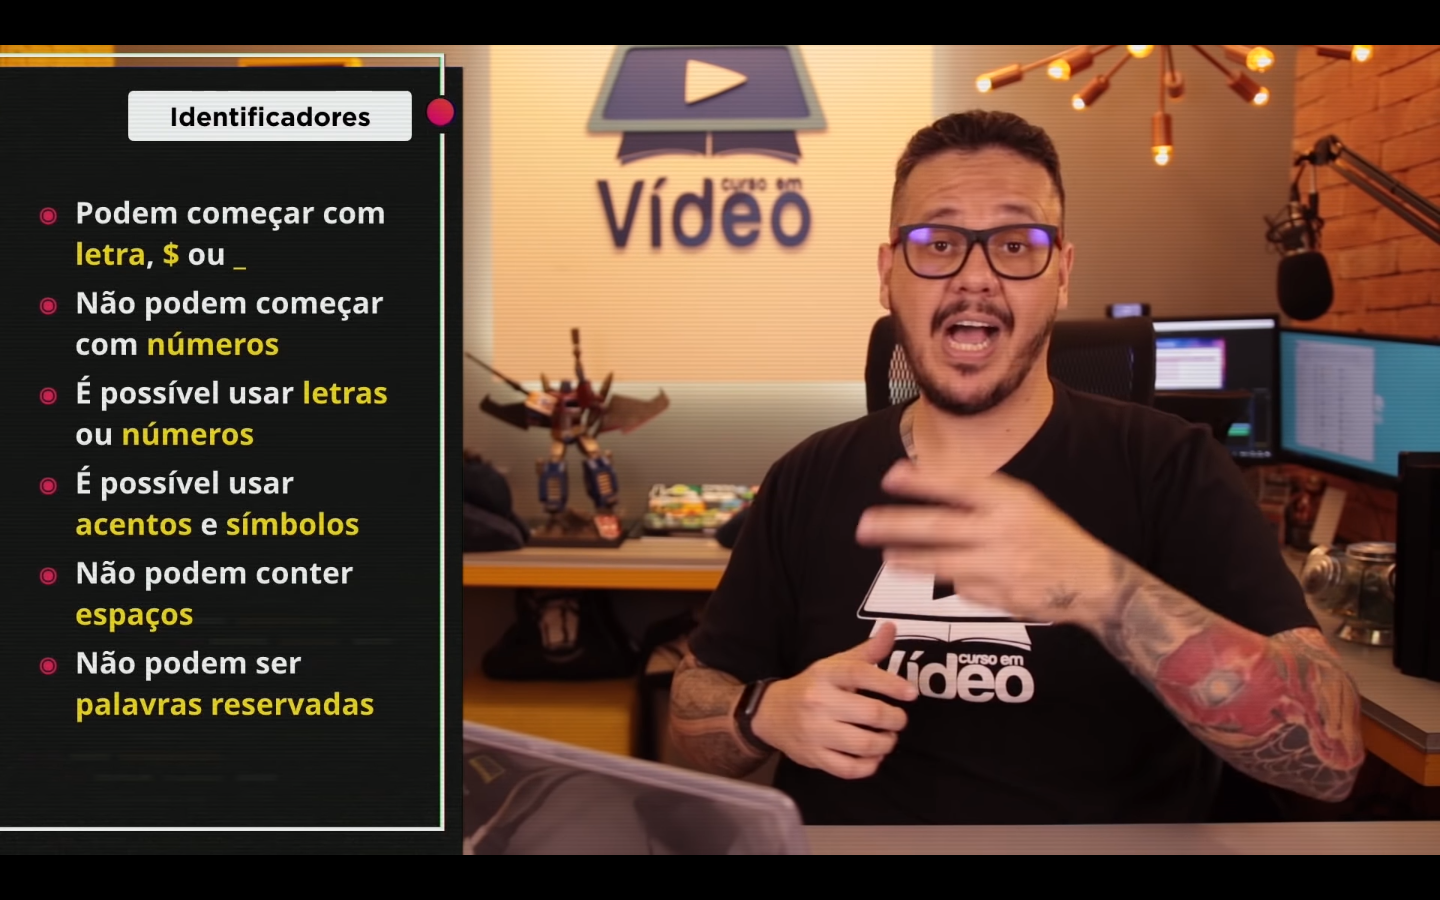 Identificadores
Podem começar com
letra, $ ou _
Não podem começar
com números
É possível usar letras
ou números
É possível usar
acentos e símbolos
Não podem conter
espaços
Não podem ser
palavras reservadas
curso em
Vídeo
curso em
Vídeo